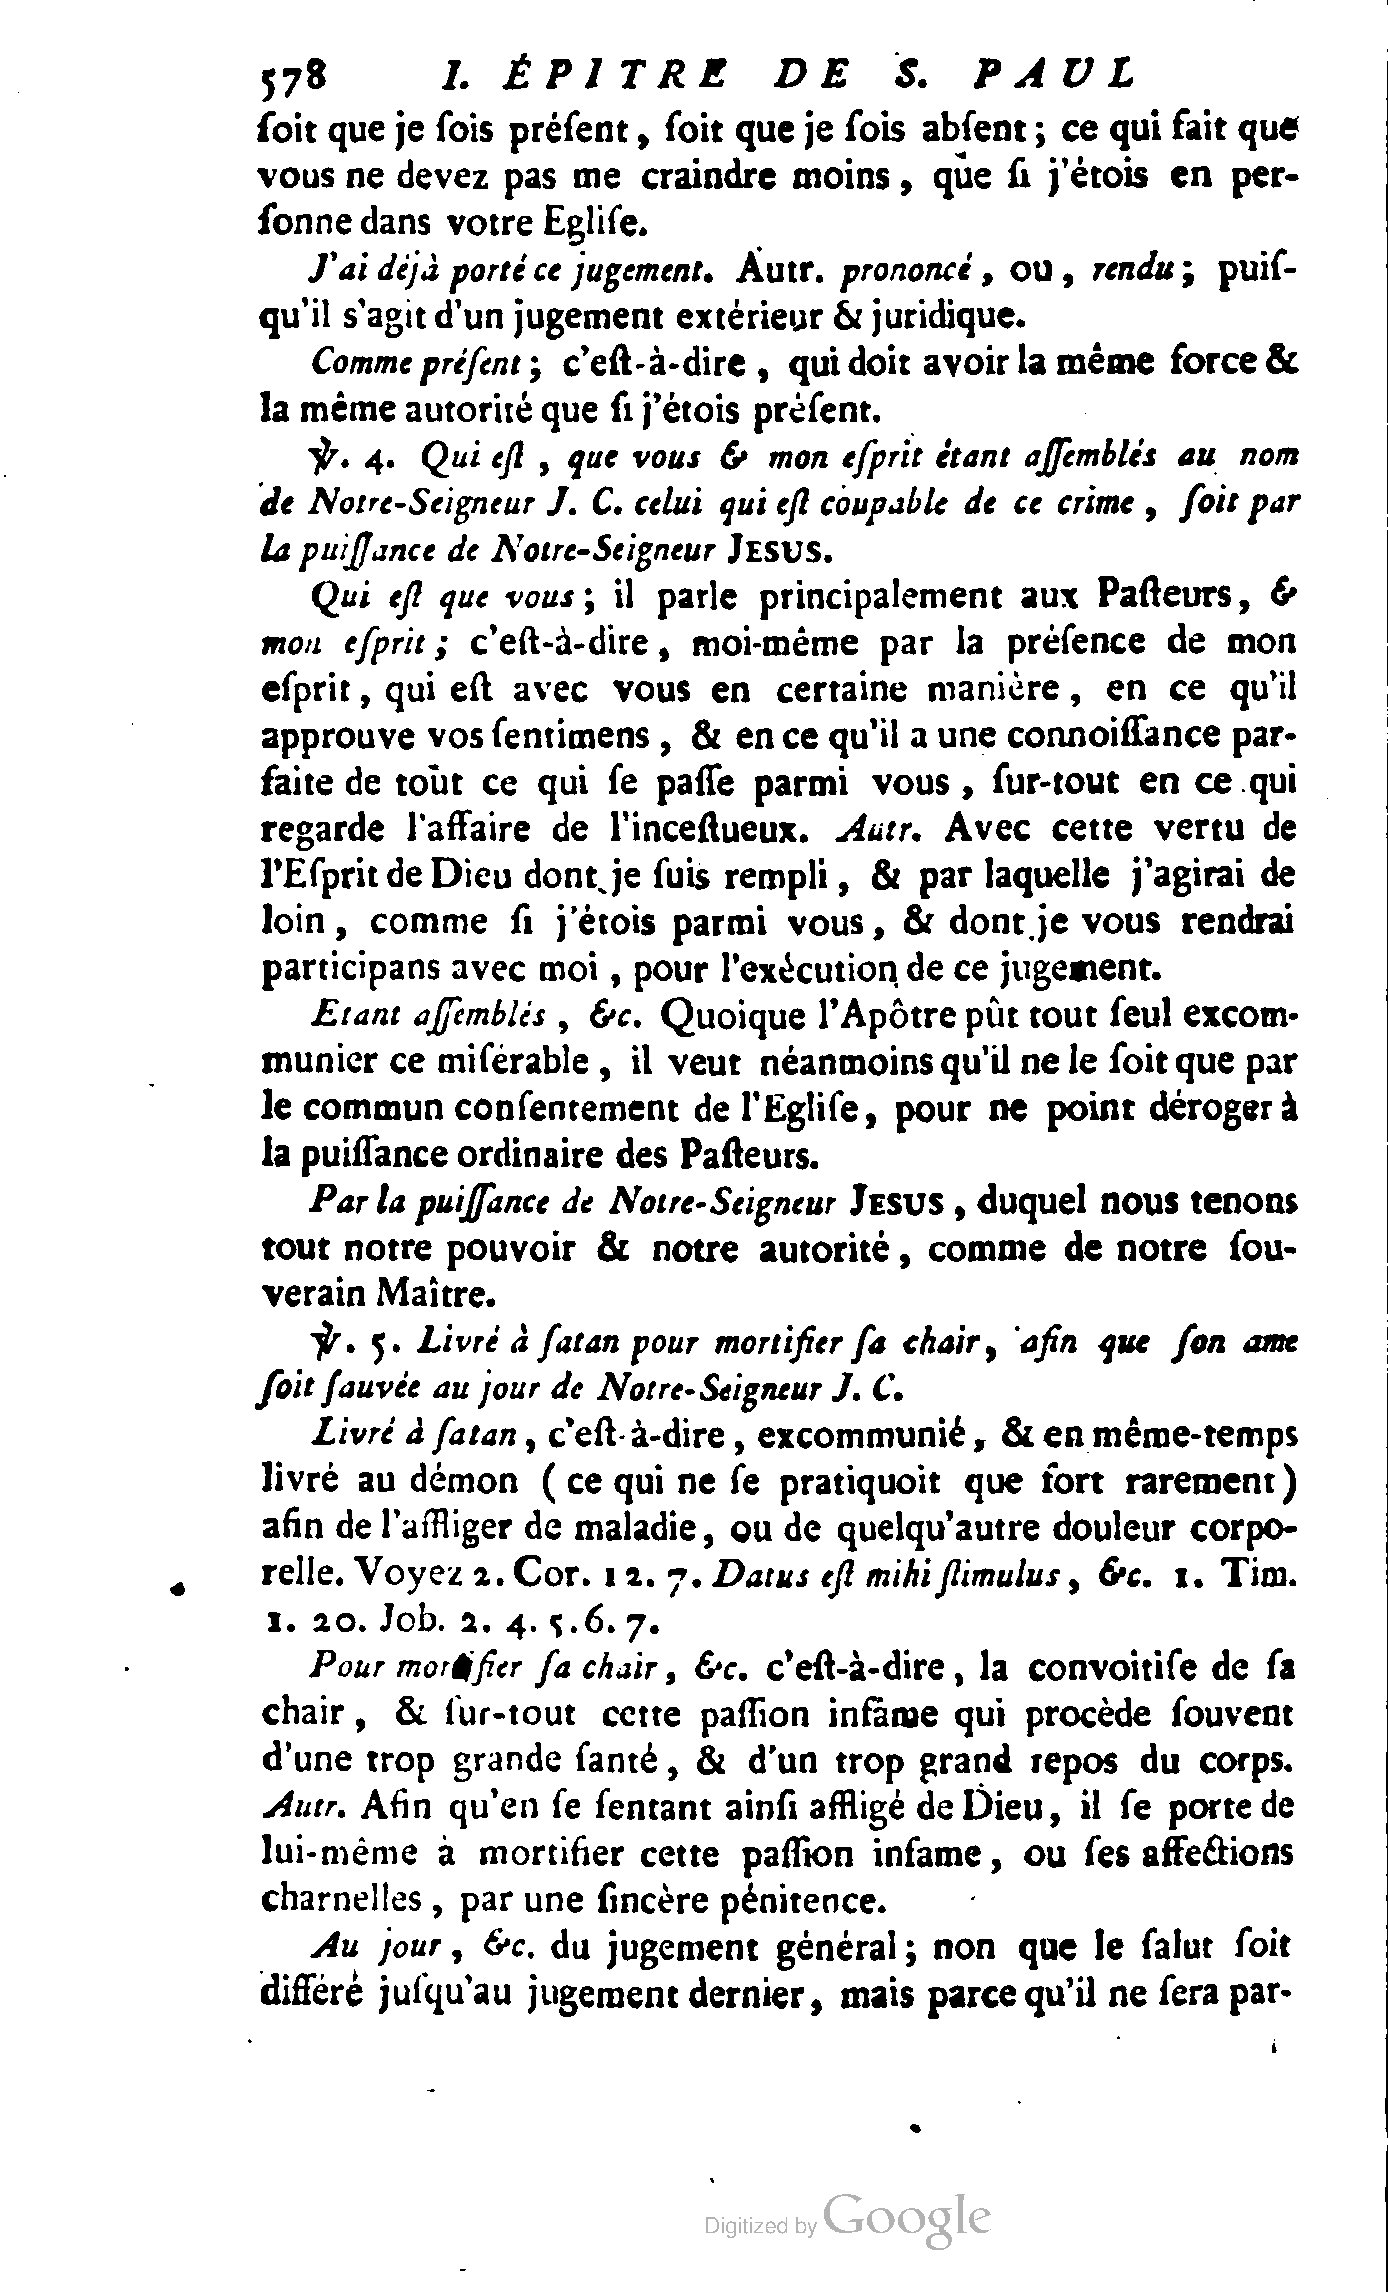 578 I. ÉPITRE DE S. PAUL
ſoit que je ſois préſent, ſoit que je ſois abſent; ce qui fait que
vous ne devez pas me craindre moins, que ſi j'étois en per-
ſonne dans votre Egliſe.
J'ai déjà porté ce jugement. Autr. prononcé, ou, rendu; puiſ-
qu'il s'agit d'un jugement extérieur & juridique.
Comme préſent; c'eſt-à-dire, qui doit avoir la même force &
la même autorité que ſi j'étois préſent.
℣. 4. Qui eſt, que vous & mon eſprit étant aſſemblés au nom
de Notre-Seigneur J. C. celui qui eſt coupable de ce crime, ſoit par
la puiſſance de Notre-Seigneur JESUS.
Qui eſt que vous; il parle principalement aux Paſteurs, &
mon eſprit; c'eſt-à-dire, moi-même par la préſence de mon
eſprit, qui eſt avec vous en certaine manière, en ce qu'il
approuve vos ſentimens, & en ce qu'il a une connoiſſance par-
faite de tout ce qui ſe paſſe parmi vous, ſur-tout en ce qui
regarde l'affaire de l'inceſtueux. Autr. Avec cette vertu de
l'Eſprit de Dieu dont je ſuis rempli, & par laquelle j'agirai de
loin, comme ſi j'étois parmi vous, & dont je vous rendrai
participans avec moi, pour l'exécution de ce jugement.
Etant aſſemblés, &c. Quoique l'Apôtre pût tout ſeul excom-
munier ce miſérable, il veut néanmoins qu'il ne le ſoit que par
le commun conſentement de l'Egliſe, pour ne point déroger à
la puiſſance ordinaire des Paſteurs.
Par la puiſſance de Notre-Seigneur JESUS, duquel nous tenons
tout notre pouvoir & notre autorité, comme de notre ſou-
verain Maître.
℣. 5. Livré à ſatan pour mortifier ſa chair, afin que ſon ame
ſoit ſauvée au jour de Notre-Seigneur J. C.
Livré à ſatan, c'eſt-à-dire, excommunié, & en même-temps
livré au démon (ce qui ne ſe pratiquoit que fort rarement)
afin de l'affliger de maladie, ou de quelqu'autre douleur corpo-
relle. Voyez 2. Cor. 12. 7. Datus eſt mihi ſtimulus, &c. 1. Tim.
1. 20. Job. 2. 4. 5. 6. 7.
Pour mortifier ſa chair, &c. c'eſt-à-dire, la convoitiſe de ſa
chair, & ſur-tout cette paſſion infâme qui procède ſouvent
d'une trop grande ſanté, & d'un trop grand repos du corps.
Autr. Afin qu'en ſe ſentant ainſi affligé de Dieu, il ſe porte de
lui-même à mortifier cette paſſion infame, ou ſes affections
charnelles, par une ſincère pénitence.
Au jour, &c. du jugement général; non que le ſalut ſoit
différé juſqu'au jugement dernier, mais parce qu'il ne ſera par-
Digitized by Google